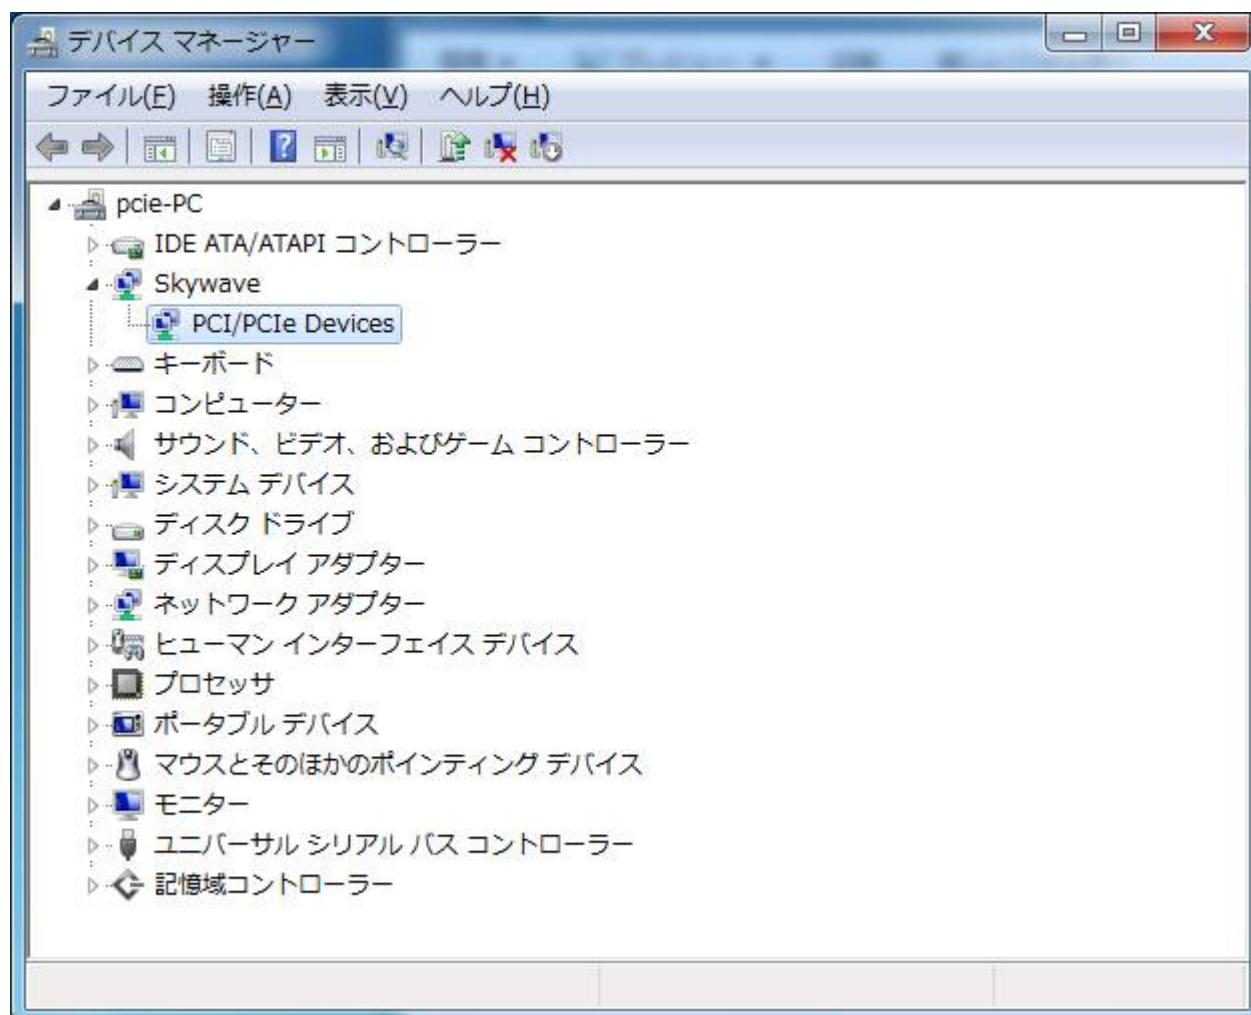 デバイス マネージャー
ファイル(F) 操作(A) 表示(V) ヘルプ(H)
pcie-PC
IDE ATA/ATAPI コントローラー
Skywave
PCI/PCIe Devices
キーボード
コンピューター
サウンド、ビデオ、およびゲーム コントローラー
システム デバイス
ディスク ドライブ
ディスプレイ アダプター
ネットワーク アダプター
ヒューマン インターフェイス デバイス
プロセッサ
ポータブル デバイス
マウスとそのほかのポインティング デバイス
モニター
ユニバーサル シリアル バス コントローラー
記憶域コントローラー